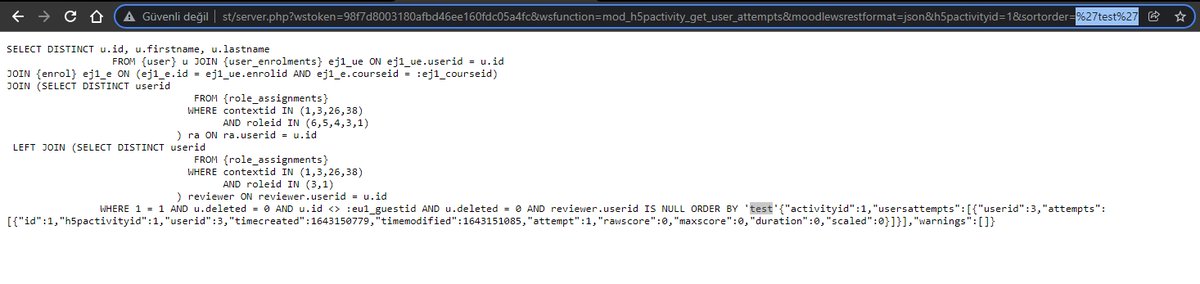 Güvenli değil | st/server.php?wstoken=98f7d8003180afbd46ee160fdc05a4fc&wsfunction=mod_h5pactivity_get_user_attempts&moodlewsrestformat=json&h5pactivityid=1&sortorder=%27test%27
SELECT DISTINCT u.id, u.firstname, u.lastname
FROM {user} u JOIN {user_enrolments} ej1_ue ON ej1_ue.userid = u.id
JOIN {enrol} ej1_e ON (ej1_e.id = ej1_ue.enrolid AND ej1_e.courseid = :ej1_courseid)
JOIN (SELECT DISTINCT userid
FROM {role_assignments}
WHERE contextid IN (1,3,26,38)
AND roleid IN (6,5,4,3,1)
) ra ON ra.userid = u.id
LEFT JOIN (SELECT DISTINCT userid
FROM {role_assignments}
WHERE contextid IN (1,3,26,38)
AND roleid IN (3,1)
) reviewer ON reviewer.userid = u.id
WHERE 1 = 1 AND u.deleted = 0 AND u.id <> :eu1_guestid AND u.deleted = 0 AND reviewer.userid IS NULL ORDER BY 'test'{"activityid":1,"usersattempts":[{"userid":3,"attempts":
[{"id":1,"h5pactivityid":1,"userid":3,"timecreated":1643150779,"timemodified":1643151085,"attempt":1,"rawscore":0,"maxscore":0,"duration":0,"scaled":0}]}],"warnings":[]}